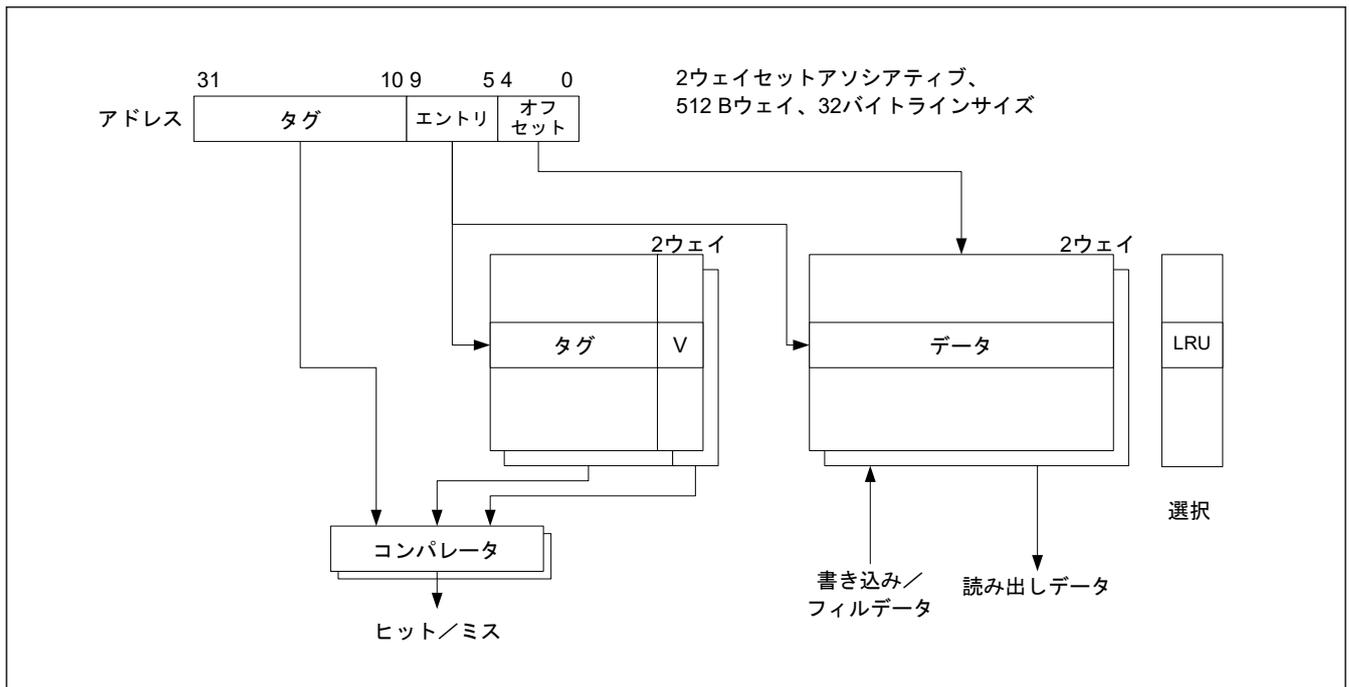 31 10 9 5 4 0
アドレス タグ エントリ オフ
セット
2ウェイセットアソシアティブ、
512 Bウェイ、32バイトラインサイズ
2ウェイ
タグ V
2ウェイ
データ
LRU
選択
コンパレータ
ヒット／ミス
書き込み／
フィルデータ
読み出しデータ